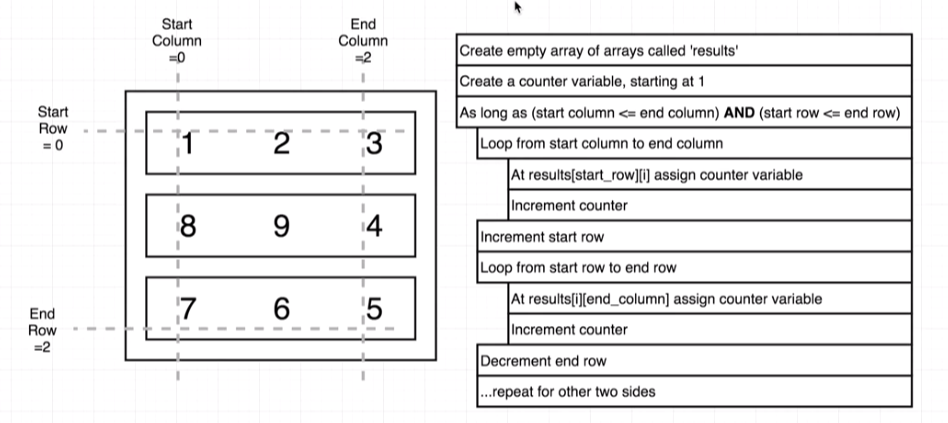 Start
Column
=0
End
Column
=2
Start
Row
= 0
1 2 3
8 9 4
7 6 5
End
Row
=2
Create empty array of arrays called 'results'
Create a counter variable, starting at 1
As long as (start column <= end column) AND (start row <= end row)
Loop from start column to end column
At results[start_row][i] assign counter variable
Increment counter
Increment start row
Loop from start row to end row
At results[i][end_column] assign counter variable
Increment counter
Decrement end row
...repeat for other two sides